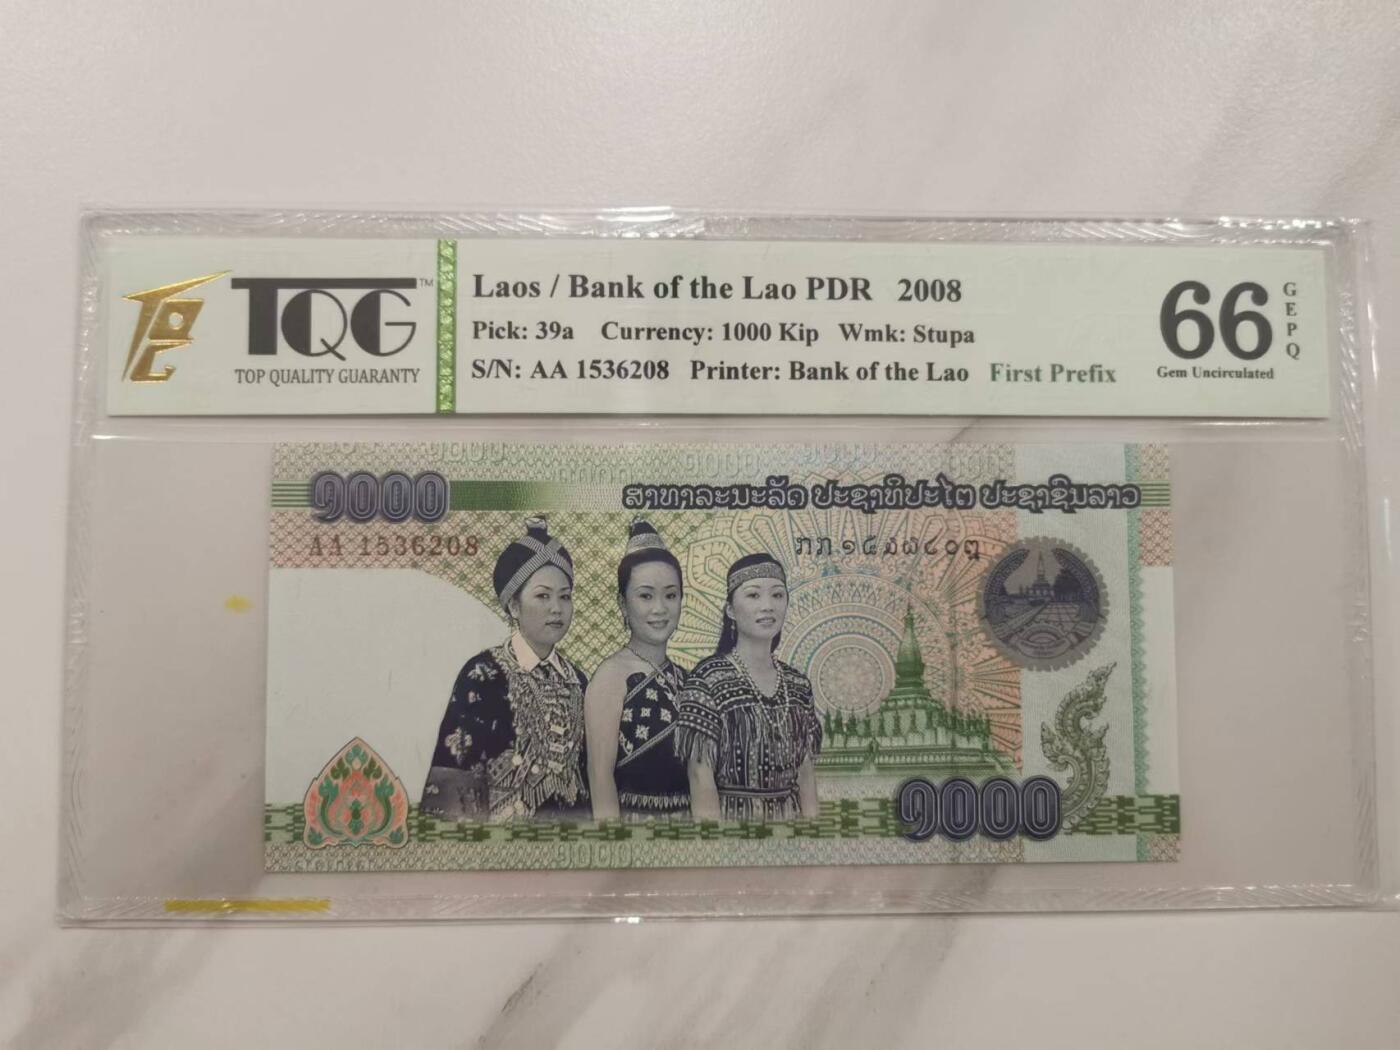 TQG™
TOP QUALITY GUARANTY
Laos / Bank of the Lao PDR 2008
Pick: 39a Currency: 1000 Kip Wmk: Stupa
S/N: AA 1536208 Printer: Bank of the Lao First Prefix
66
GEPQ
Gem Uncirculated
໑໐໐໐
ສາທາລະນະລັດ ປະຊາທິປະໄຕ ປະຊາຊົນລາວ
AA 1536208
ກກ ໑໕໓໖໒໐໘
໑໐໐໐